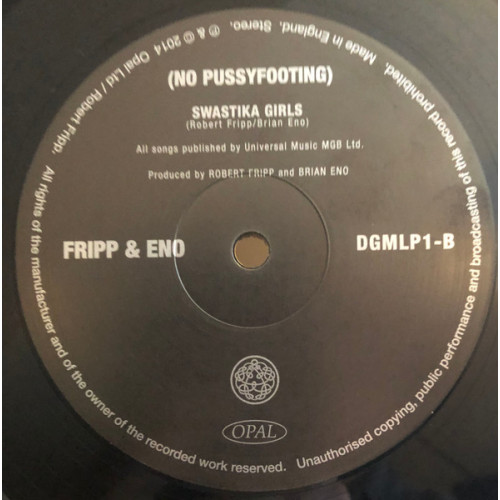 (NO PUSSYFOOTING)
SWASTIKA GIRLS
(Robert Fripp/Brian Eno)
All songs published by Universal Music MGB Ltd.
Produced by ROBERT FRIPP and BRIAN ENO
FRIPP & ENO
DGMLP1-B
OPAL
℗ & © 2014 Opal Ltd / Robert Fripp. All rights of the manufacturer and of the owner of the recorded work reserved. Unauthorised copying, public performance and broadcasting of this record prohibited. Made in England. Stereo.